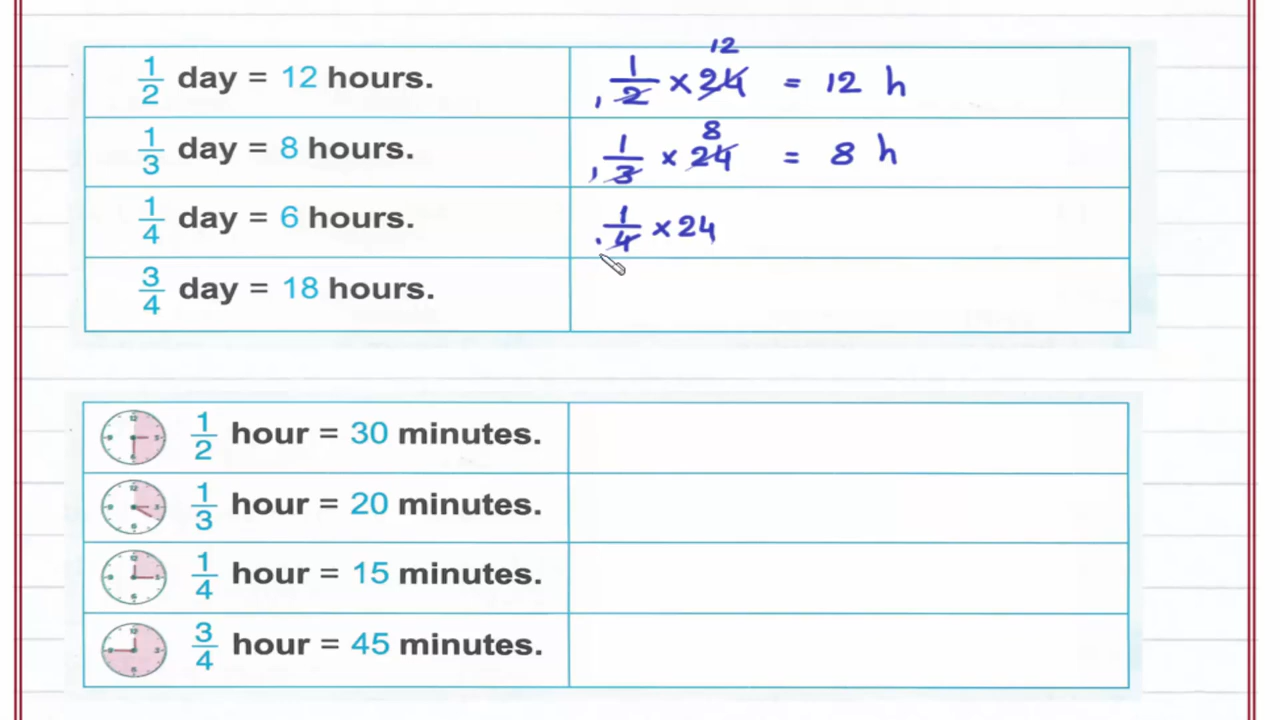 1/2 day = 12 hours.
1/2 × 24 = 12 h
12
1
1/3 day = 8 hours.
1/3 × 24 = 8 h
8
1
1/4 day = 6 hours.
1/4 × 24
3/4 day = 18 hours.
1/2 hour = 30 minutes.
1/3 hour = 20 minutes.
1/4 hour = 15 minutes.
3/4 hour = 45 minutes.